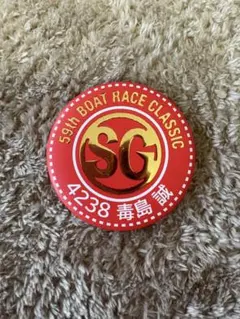 59th BOAT RACE CLASSIC
SG
4238 毒島 誠